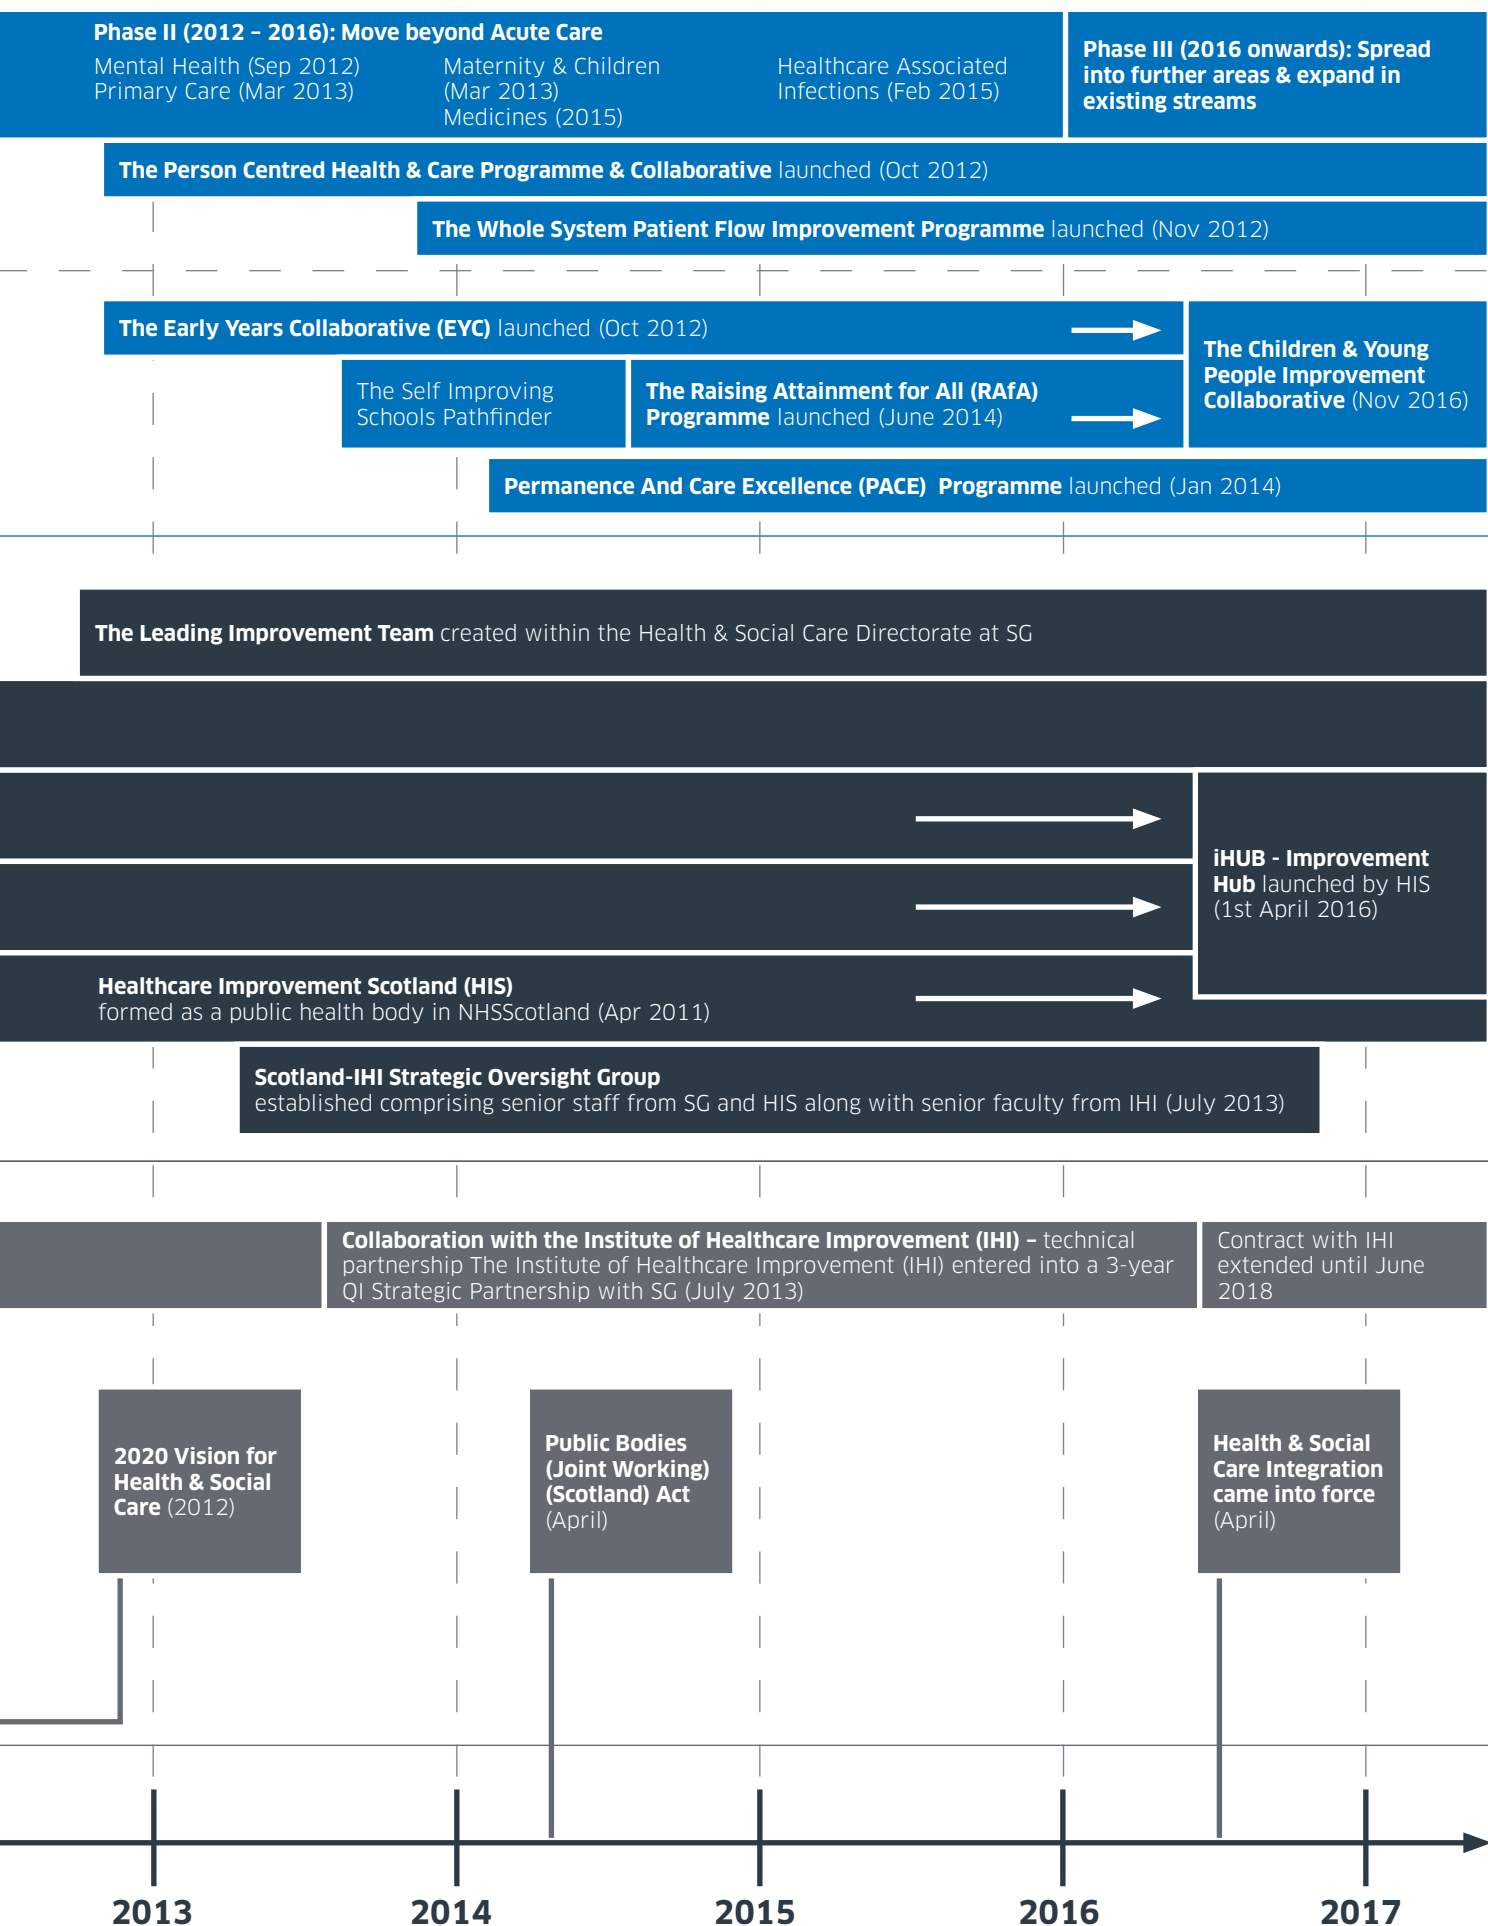 Phase II (2012 – 2016): Move beyond Acute Care
Mental Health (Sep 2012)
Primary Care (Mar 2013)
Maternity & Children
(Mar 2013)
Medicines (2015)
Healthcare Associated
Infections (Feb 2015)
Phase III (2016 onwards): Spread
into further areas & expand in
existing streams
The Person Centred Health & Care Programme & Collaborative launched (Oct 2012)
The Whole System Patient Flow Improvement Programme launched (Nov 2012)
The Early Years Collaborative (EYC) launched (Oct 2012)
The Self Improving
Schools Pathfinder
The Raising Attainment for All (RAfA)
Programme launched (June 2014)
The Children & Young
People Improvement
Collaborative (Nov 2016)
Permanence And Care Excellence (PACE) Programme launched (Jan 2014)
The Leading Improvement Team created within the Health & Social Care Directorate at SG
iHUB - Improvement
Hub launched by HIS
(1st April 2016)
Healthcare Improvement Scotland (HIS)
formed as a public health body in NHSScotland (Apr 2011)
Scotland-IHI Strategic Oversight Group
established comprising senior staff from SG and HIS along with senior faculty from IHI (July 2013)
Collaboration with the Institute of Healthcare Improvement (IHI) – technical
partnership The Institute of Healthcare Improvement (IHI) entered into a 3-year
QI Strategic Partnership with SG (July 2013)
Contract with IHI
extended until June
2018
2020 Vision for
Health & Social
Care (2012)
Public Bodies
(Joint Working)
(Scotland) Act
(April)
Health & Social
Care Integration
came into force
(April)
2013 2014 2015 2016 2017